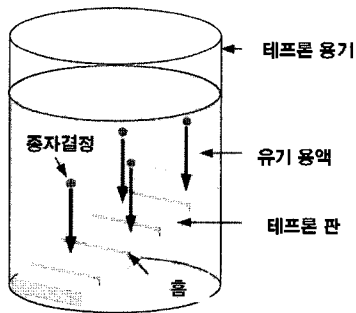 테프론 용기
종자결정
유기 용액
테프론 판
홈